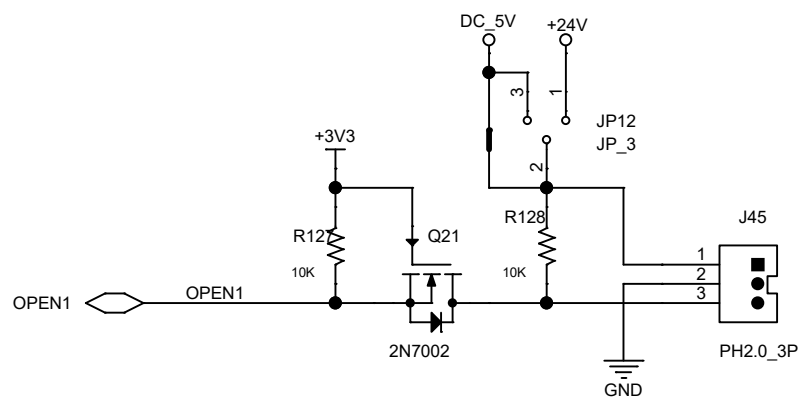 DC_5V
+24V
3
1
JP12
JP_3
2
+3V3
R127
10K
Q21
R128
10K
J45
1
2
3
OPEN1
OPEN1
2N7002
PH2.0_3P
GND